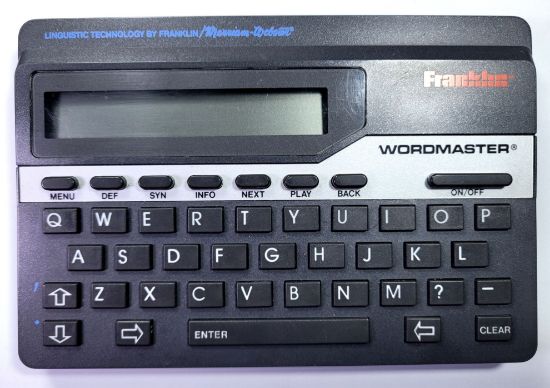 LINGUISTIC TECHNOLOGY BY FRANKLIN/Merriam-Webster®
Franklin
WORDMASTER®
MENU DEF SYN INFO NEXT PLAY BACK ON/OFF
Q W E R T Y U I O P
A S D F G H J K L
Z X C V B N M ? –
ENTER CLEAR